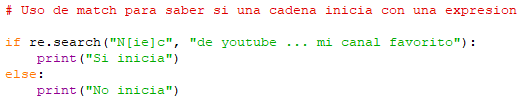 # Uso de match para saber si una cadena inicia con una expresion
if re.search("N[ie]c", "de youtube ... mi canal favorito"):
    print("Si inicia")
else:
    print("No inicia")